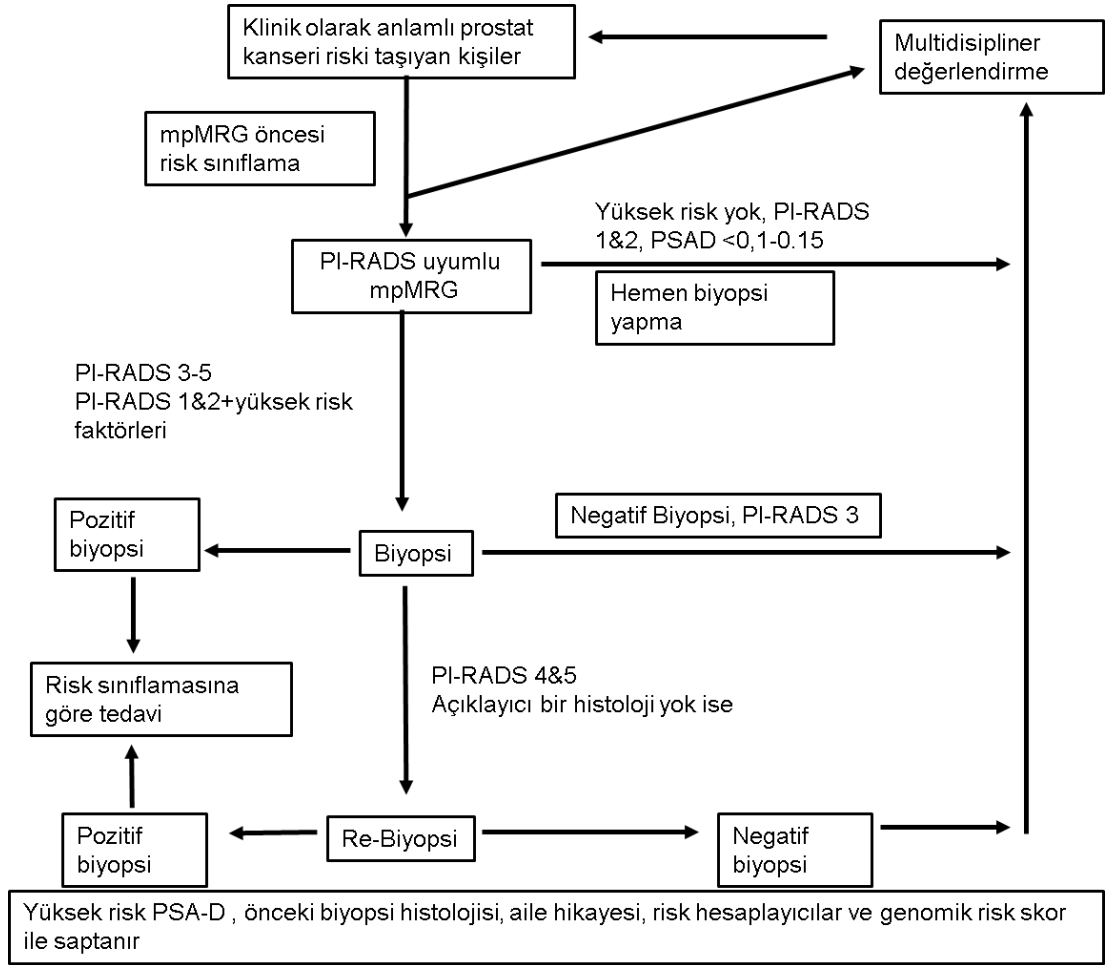 Klinik olarak anlamlı prostat
kanseri riski taşıyan kişiler
Multidisipliner
değerlendirme
mpMRG öncesi
risk sınıflama
Yüksek risk yok, PI-RADS
1&2, PSAD <0,1-0.15
PI-RADS uyumlu
mpMRG
Hemen biyopsi
yapma
PI-RADS 3-5
PI-RADS 1&2+yüksek risk
faktörleri
Pozitif
biyopsi
Biyopsi
Negatif Biyopsi, PI-RADS 3
Risk sınıflamasına
göre tedavi
PI-RADS 4&5
Açıklayıcı bir histoloji yok ise
Pozitif
biyopsi
Re-Biyopsi
Negatif
biyopsi
Yüksek risk PSA-D , önceki biyopsi histolojisi, aile hikayesi, risk hesaplayıcılar ve genomik risk skor
ile saptanır